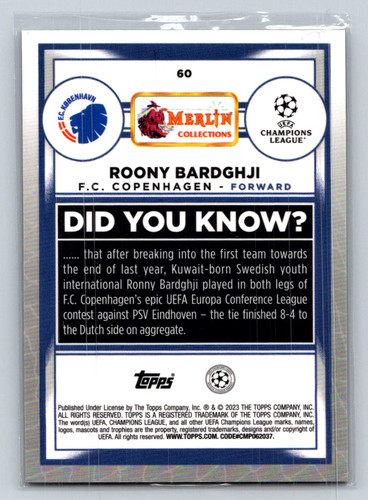 60
F.C. KØBENHAVN
MERLIN
COLLECTIONS
UEFA
CHAMPIONS
LEAGUE
ROONY BARDGHJI
F.C. COPENHAGEN - FORWARD
DID YOU KNOW?
...... that after breaking into the first team towards
the end of last year, Kuwait-born Swedish youth
international Ronny Bardghji played in both legs of
F.C. Copenhagen's epic UEFA Europa Conference League
contest against PSV Eindhoven – the tie finished 8-4 to
the Dutch side on aggregate.
Topps
Published Under License by The Topps Company, Inc. ® & © 2023 THE TOPPS COMPANY, INC.
ALL RIGHTS RESERVED. TOPPS IS A REGISTERED TRADEMARK OF THE TOPPS COMPANY, INC.
The word(s) UEFA, CHAMPIONS LEAGUE, and all other UEFA Champions League marks, names,
logos, mascots and trophies are the property, registered trademarks, designs and/or copyright of
UEFA. All rights reserved. WWW.TOPPS.COM. CODE#CMP062037.